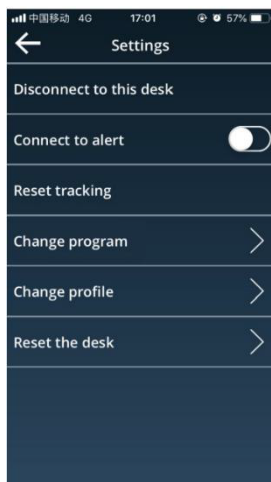 中国移动 4G 17:01 57%
Settings
Disconnect to this desk
Connect to alert
Reset tracking
Change program
Change profile
Reset the desk